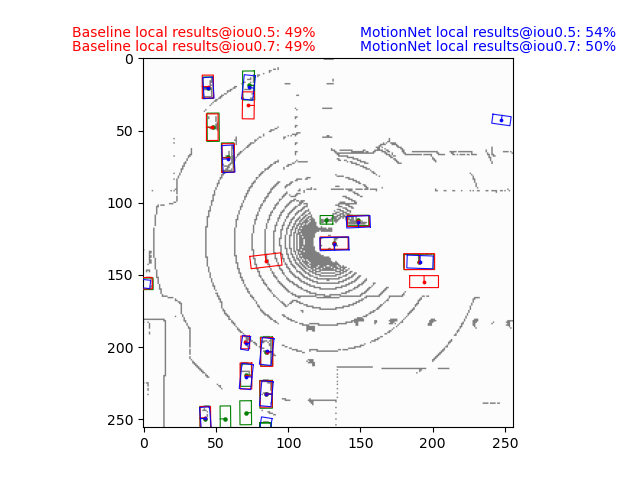 Baseline local results@iou0.5: 49% MotionNet local results@iou0.5: 54%
Baseline local results@iou0.7: 49% MotionNet local results@iou0.7: 50%
0
50
100
150
200
250
0 50 100 150 200 250